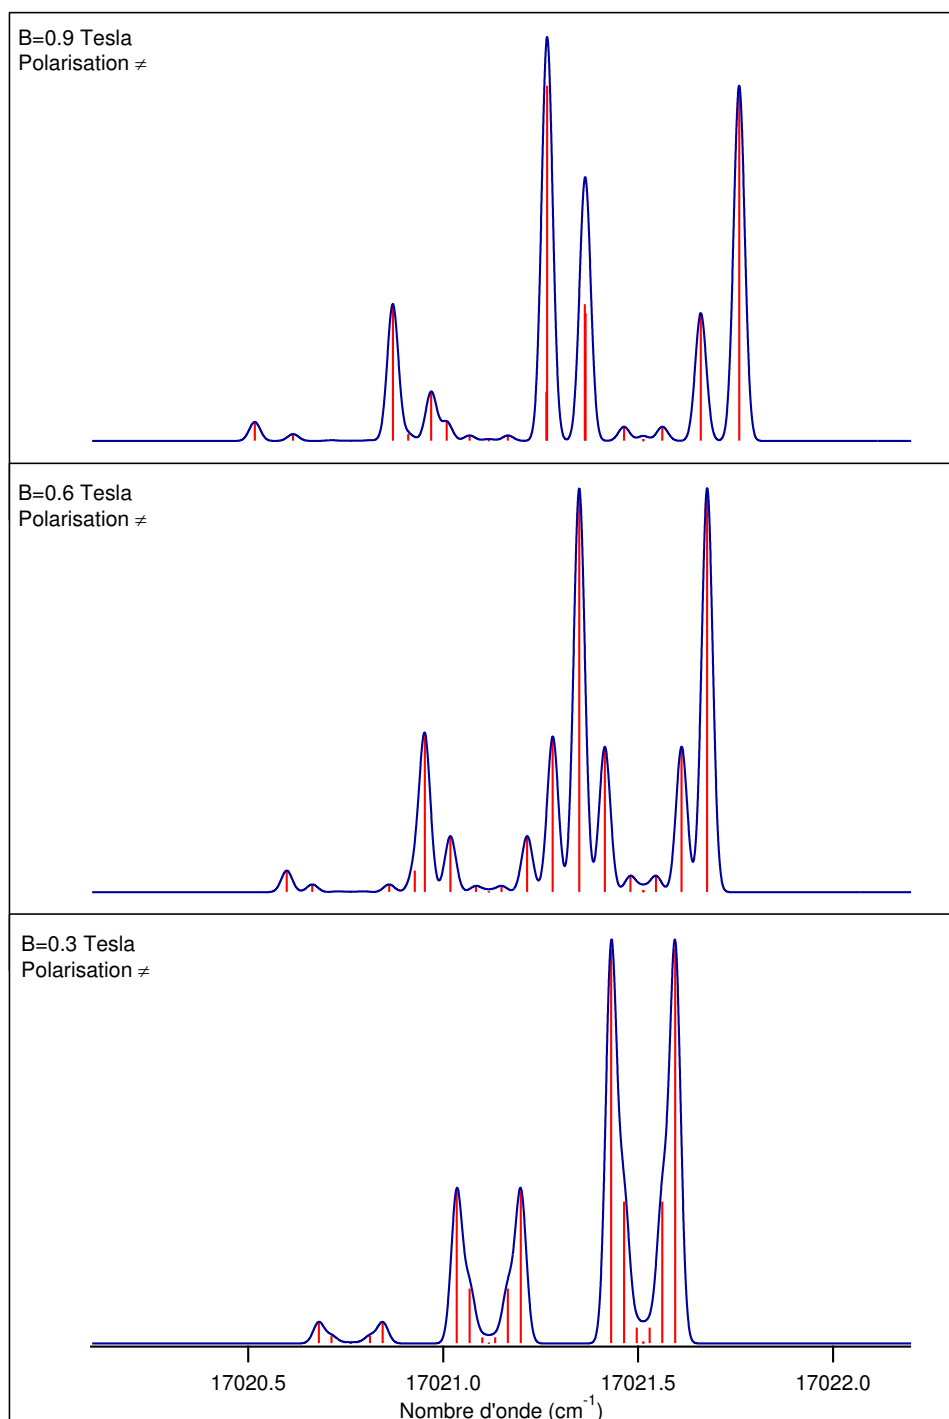 B=0.9 Tesla
Polarisation ≠
B=0.6 Tesla
Polarisation ≠
B=0.3 Tesla
Polarisation ≠
17020.5 17021.0 17021.5 17022.0
Nombre d'onde (cm⁻¹)